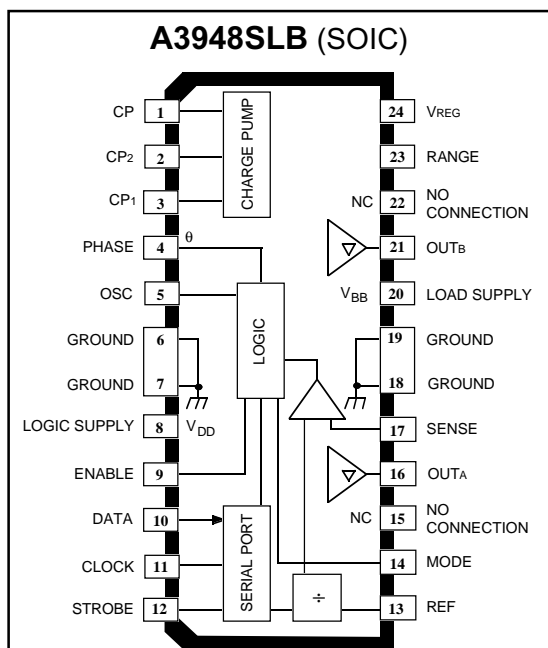 A3948SLB (SOIC)
CP 1
CP2 2
CP1 3
PHASE 4 θ
OSC 5
GROUND 6
GROUND 7
LOGIC SUPPLY 8 VDD
ENABLE 9
DATA 10
CLOCK 11
STROBE 12
CHARGE PUMP
LOGIC
SERIAL PORT
÷
24 VREG
23 RANGE
NC 22 NO
CONNECTION
21 OUTB
VBB 20 LOAD SUPPLY
19 GROUND
18 GROUND
17 SENSE
16 OUTA
NC 15 NO
CONNECTION
14 MODE
13 REF